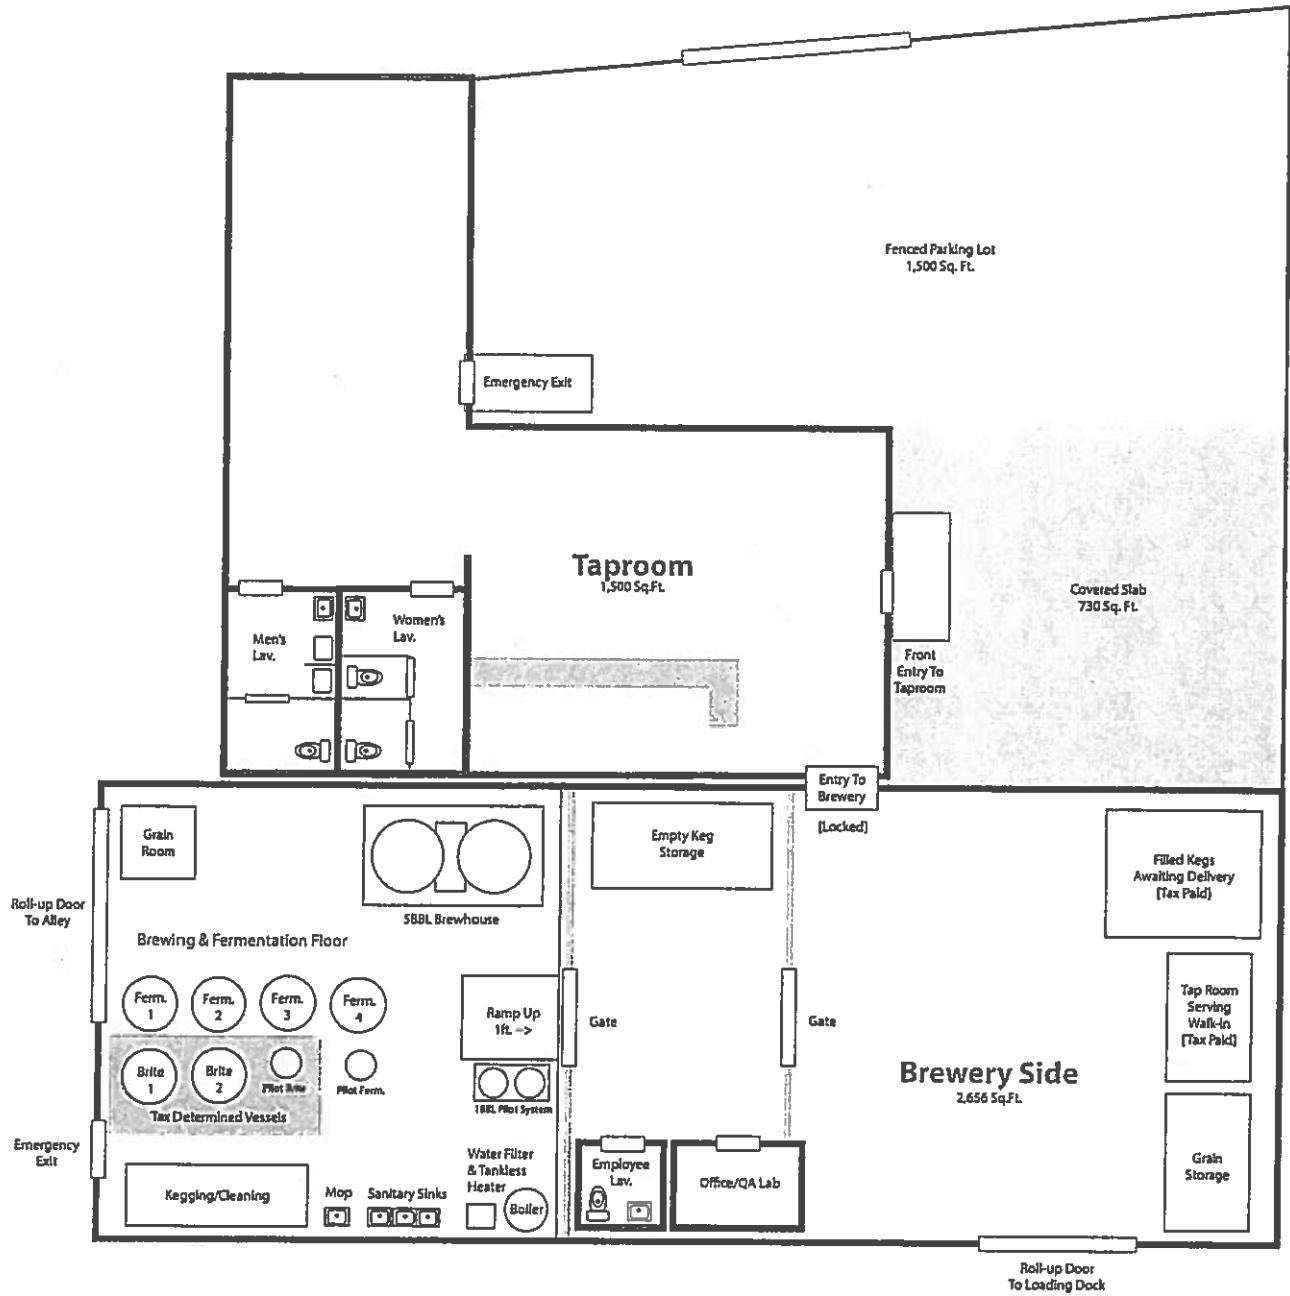 Fenced Parking Lot
1,500 Sq. Ft.
Emergency Exit
Taproom
1,500 Sq.Ft.
Covered Slab
730 Sq. Ft.
Men's
Lav.
Women's
Lav.
Front
Entry To
Taproom
Entry To
Brewery
[Locked]
Grain
Room
5BBL Brewhouse
Empty Keg
Storage
Filled Kegs
Awaiting Delivery
[Tax Paid]
Roll-up Door
To Alley
Brewing & Fermentation Floor
Ferm.
1
Ferm.
2
Ferm.
3
Ferm.
4
Ramp Up
1ft. =>
Gate
Gate
Tap Room
Serving
Walk-in
[Tax Paid]
Brite
1
Brite
2
Pilot Brite
Pilot Ferm.
Tax Determined Vessels
1BBL Pilot System
Brewery Side
2,656 Sq.Ft.
Emergency
Exit
Kegging/Cleaning
Mop
Sanitary Sinks
Water Filter
& Tankless
Heater
Boiler
Employee
Lav.
Office/QA Lab
Grain
Storage
Roll-up Door
To Loading Dock